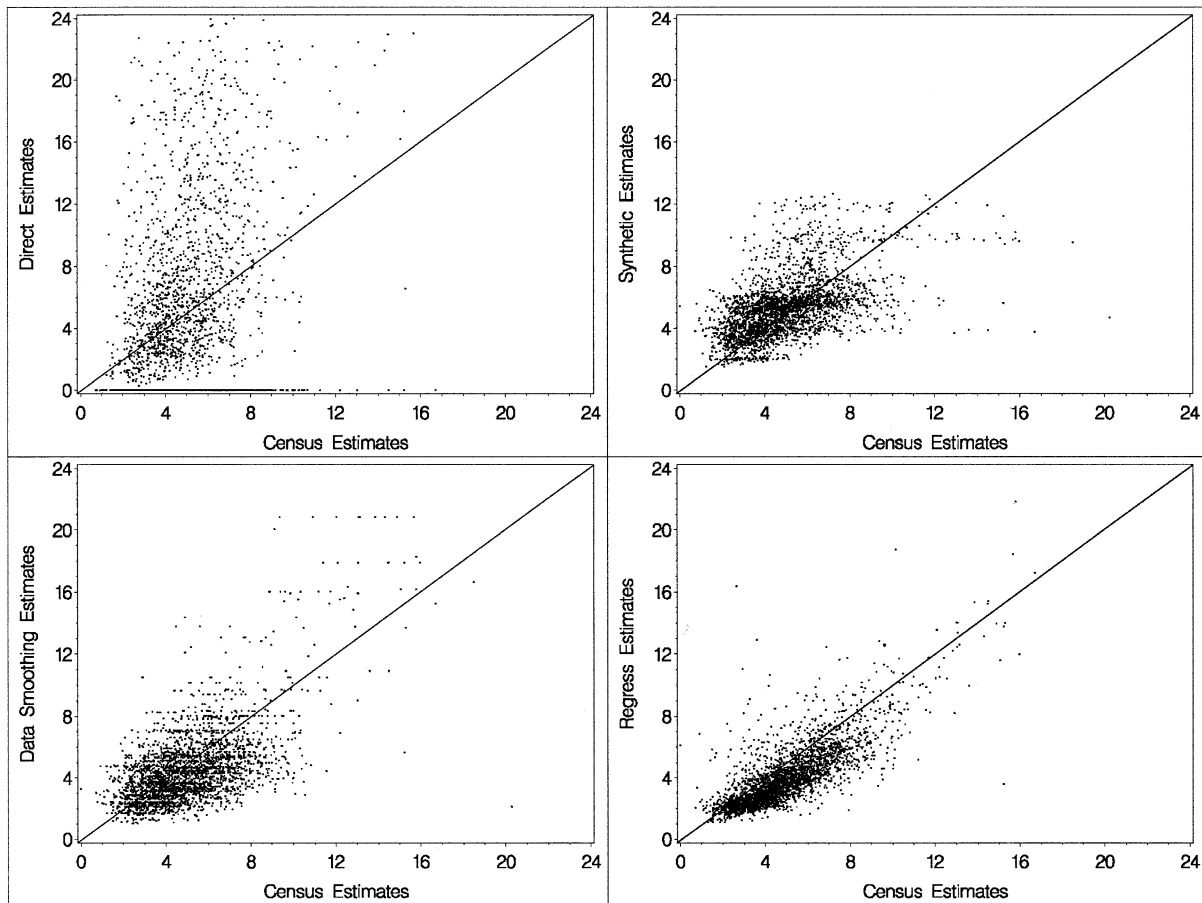 24
20
16
12
8
4
0
Direct Estimates
0 4 8 12 16 20 24
Census Estimates
24
20
16
12
8
4
0
Synthetic Estimates
0 4 8 12 16 20 24
Census Estimates
24
20
16
12
8
4
0
Data Smoothing Estimates
0 4 8 12 16 20 24
Census Estimates
24
20
16
12
8
4
0
Regress Estimates
0 4 8 12 16 20 24
Census Estimates